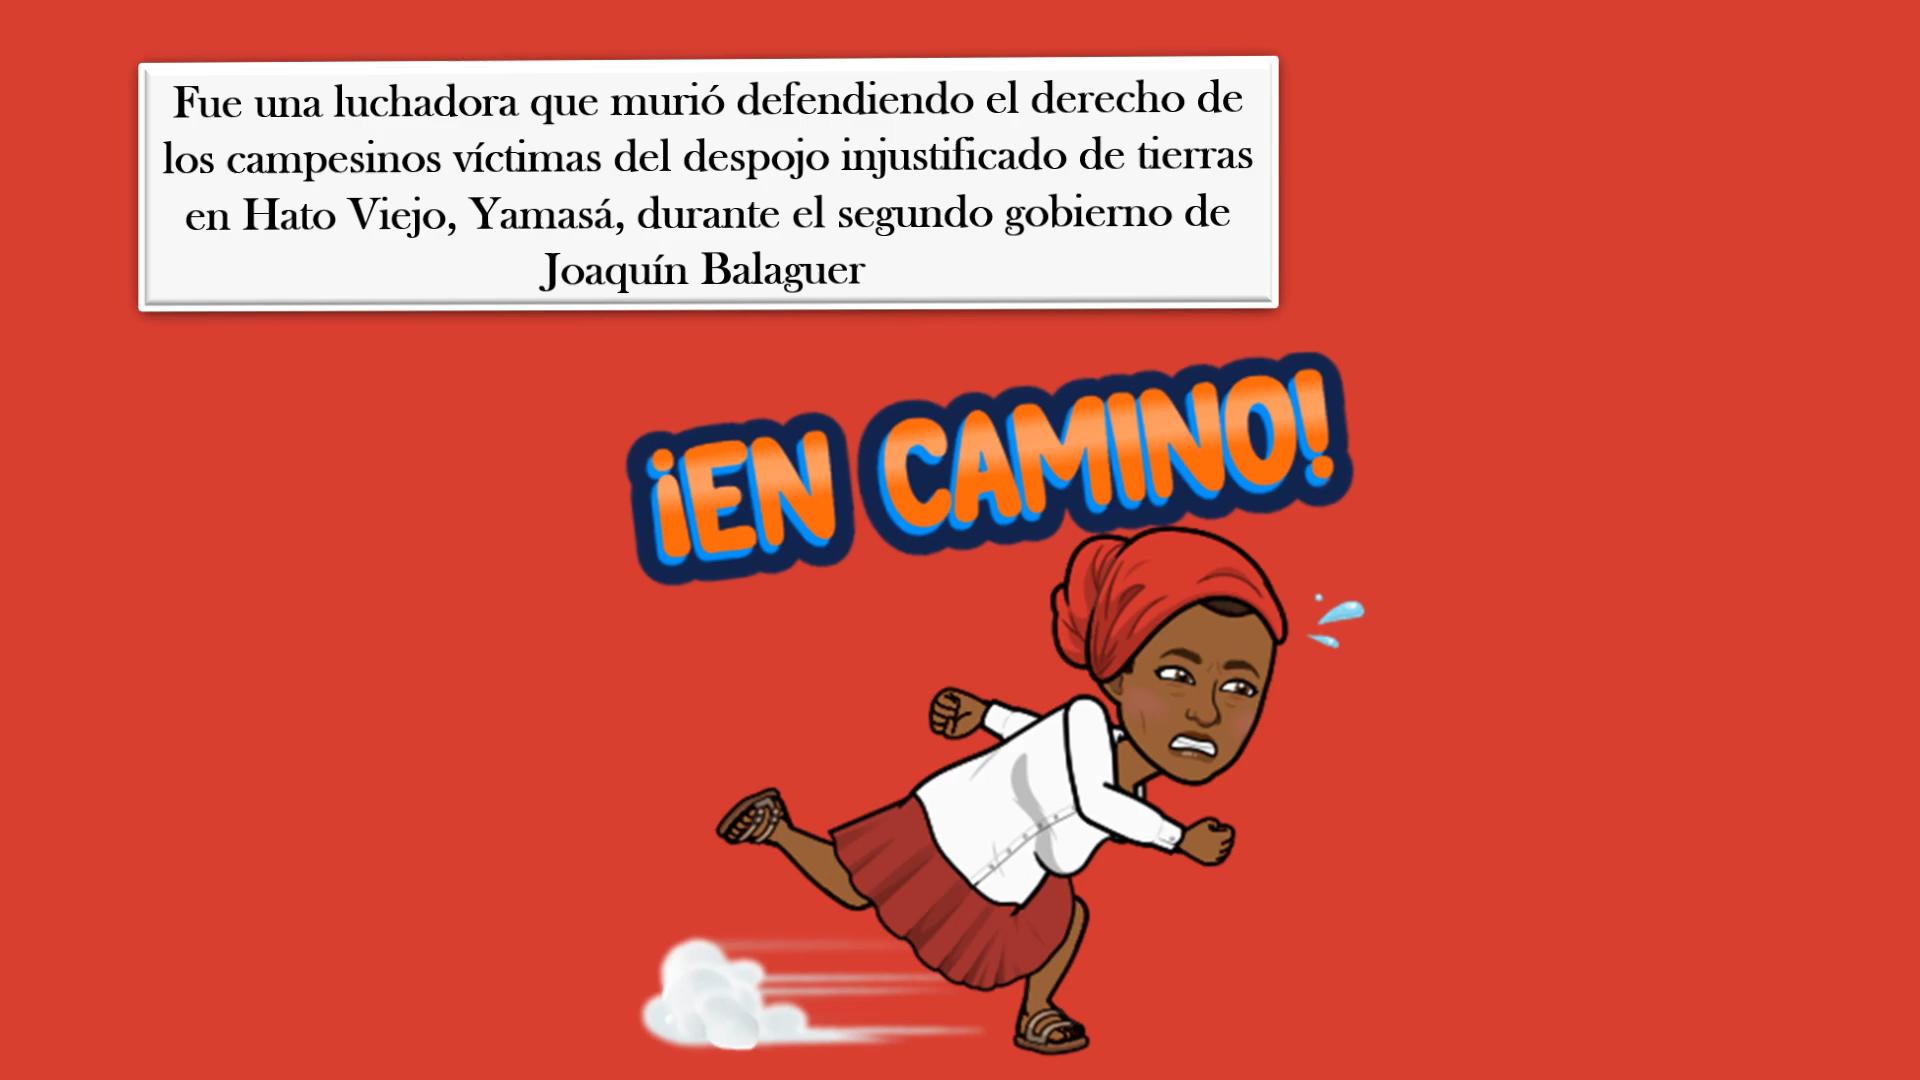 Fue una luchadora que murió defendiendo el derecho de
los campesinos víctimas del despojo injustificado de tierras
en Hato Viejo, Yamasá, durante el segundo gobierno de
Joaquín Balaguer
¡EN CAMINO!